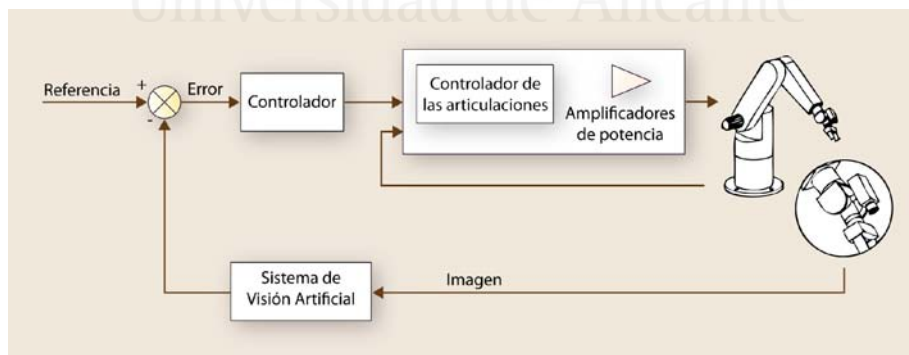 Universidad de Alicante
Referencia
+
-
Error
Controlador
Controlador de
las articulaciones
Amplificadores
de potencia
Imagen
Sistema de
Visión Artificial